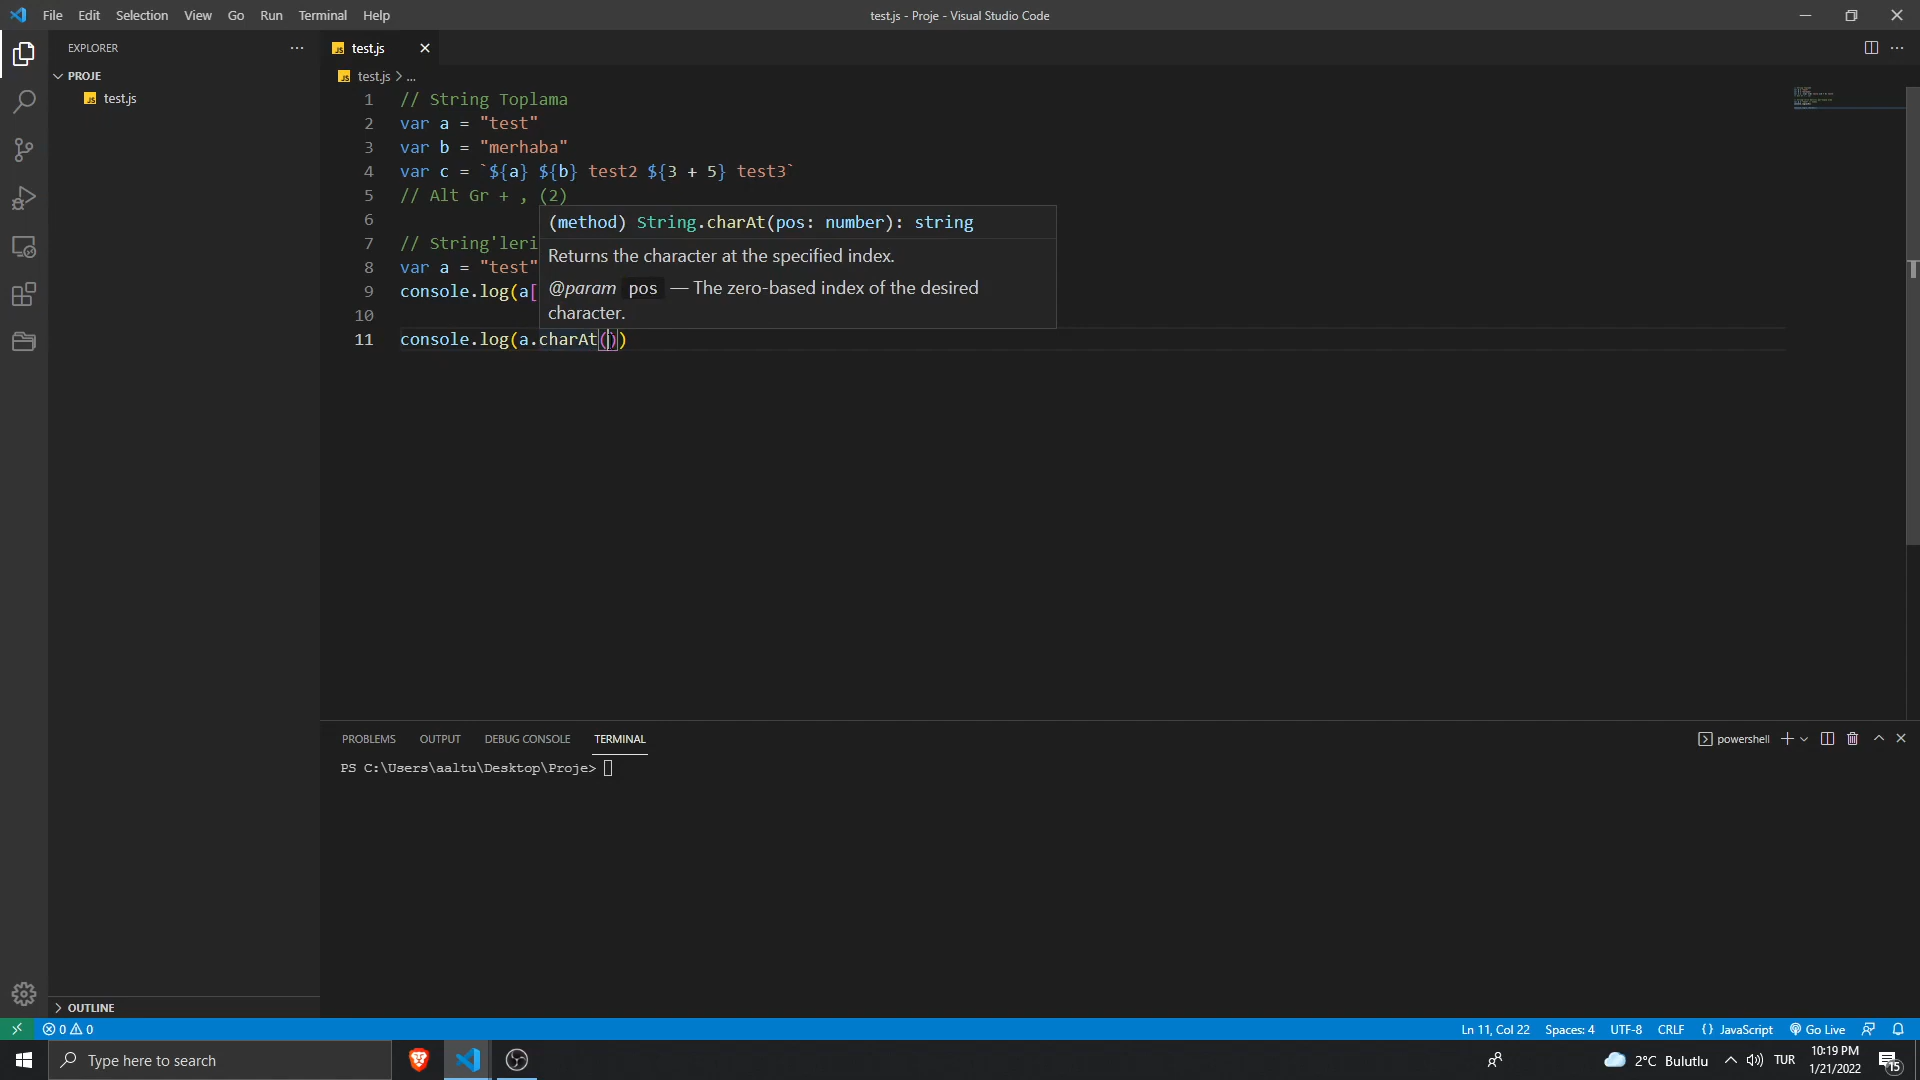 File Edit Selection View Go Run Terminal Help
test.js - Proje - Visual Studio Code
EXPLORER
PROJE
JS test.js
JS test.js
JS test.js > ...
1 // String Toplama
2 var a = "test"
3 var b = "merhaba"
4 var c = `${a} ${b} test2 ${3 + 5} test3`
5 // Alt Gr + , (2)
6
7 // String'leri
8 var a = "test"
9 console.log(a[
10
11 console.log(a.charAt())
(method) String.charAt(pos: number): string
Returns the character at the specified index.
@param pos — The zero-based index of the desired
character.
PROBLEMS OUTPUT DEBUG CONSOLE TERMINAL
powershell
PS C:\Users\aaltu\Desktop\Proje>
OUTLINE
0 0
Ln 11, Col 22 Spaces: 4 UTF-8 CRLF {} JavaScript Go Live
Type here to search
2°C Bulutlu
TUR
10:19 PM
1/21/2022
15